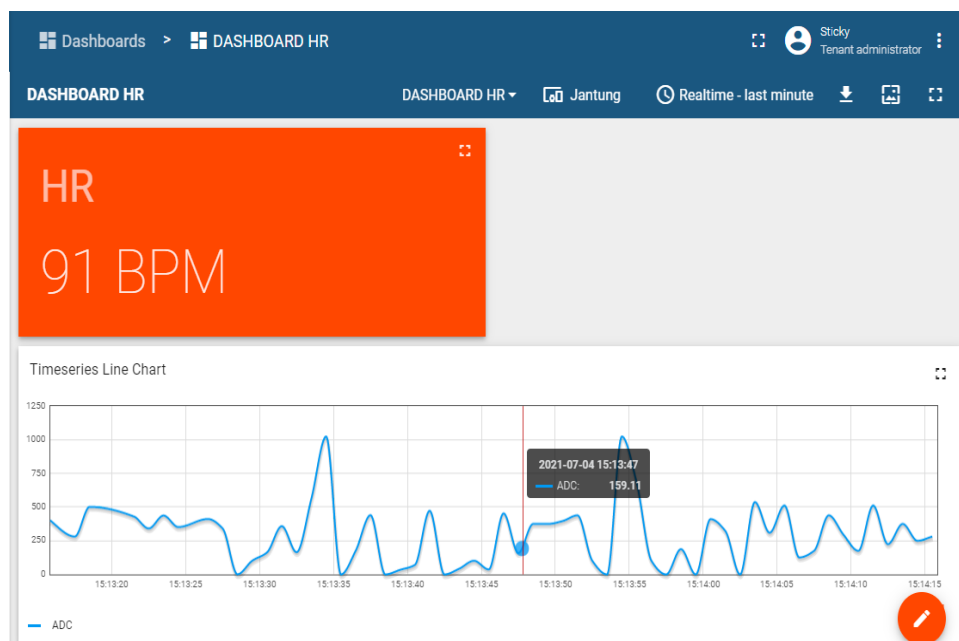 Dashboards > DASHBOARD HR
Sticky
Tenant administrator
DASHBOARD HR
DASHBOARD HR
Jantung
Realtime - last minute
HR
91 BPM
Timeseries Line Chart
1250
1000
750
500
250
0
2021-07-04 15:13:47
ADC: 159.11
15:13:20 15:13:25 15:13:30 15:13:35 15:13:40 15:13:45 15:13:50 15:13:55 15:14:00 15:14:05 15:14:10 15:14:15
ADC